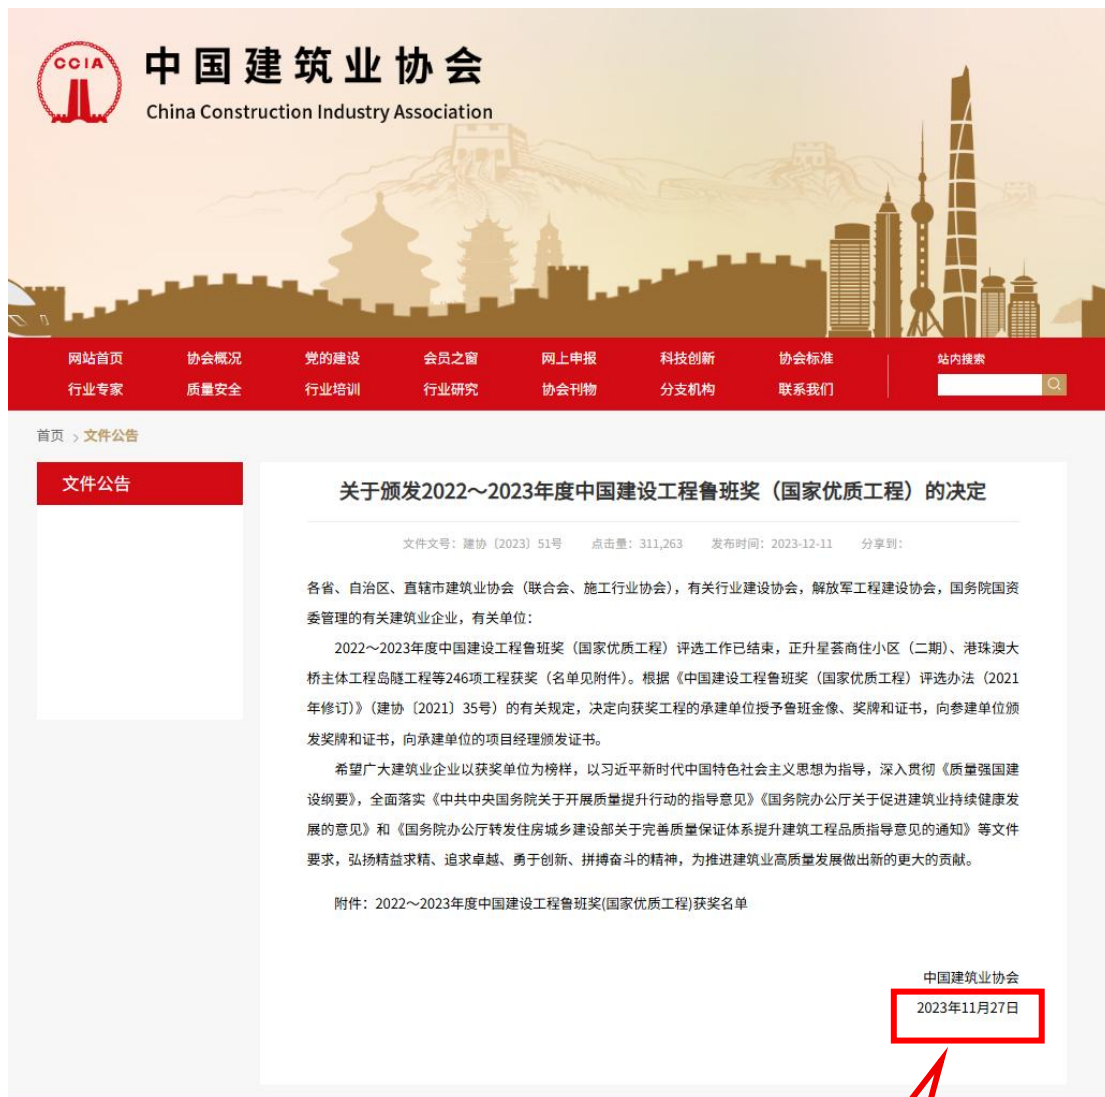 CCIA
中国建筑业协会
China Construction Industry Association
网站首页 协会概况 党的建设 会员之窗 网上申报 科技创新 协会标准 站内搜索
行业专家 质量安全 行业培训 行业研究 协会刊物 分支机构 联系我们
首页 > 文件公告
文件公告
关于颁发2022～2023年度中国建设工程鲁班奖（国家优质工程）的决定
文件文号：建协〔2023〕51号 点击量：311,263 发布时间：2023-12-11 分享到：
各省、自治区、直辖市建筑业协会（联合会、施工行业协会），有关行业建设协会，解放军工程建设协会，国务院国资
委管理的有关建筑业企业，有关单位：
2022～2023年度中国建设工程鲁班奖（国家优质工程）评选工作已结束，正升星荟商住小区（二期）、港珠澳大
桥主体工程岛隧工程等246项工程获奖（名单见附件）。根据《中国建设工程鲁班奖（国家优质工程）评选办法（2021
年修订）》（建协〔2021〕35号）的有关规定，决定向获奖工程的承建单位授予鲁班金像、奖牌和证书，向参建单位颁
发奖牌和证书，向承建单位的项目经理颁发证书。
希望广大建筑业企业以获奖单位为榜样，以习近平新时代中国特色社会主义思想为指导，深入贯彻《质量强国建
设纲要》，全面落实《中共中央国务院关于开展质量提升行动的指导意见》《国务院办公厅关于促进建筑业持续健康发
展的意见》和《国务院办公厅转发住房城乡建设部关于完善质量保证体系提升建筑工程品质指导意见的通知》等文件
要求，弘扬精益求精、追求卓越、勇于创新、拼搏奋斗的精神，为推进建筑业高质量发展做出新的更大的贡献。
附件：2022～2023年度中国建设工程鲁班奖(国家优质工程)获奖名单
中国建筑业协会
2023年11月27日